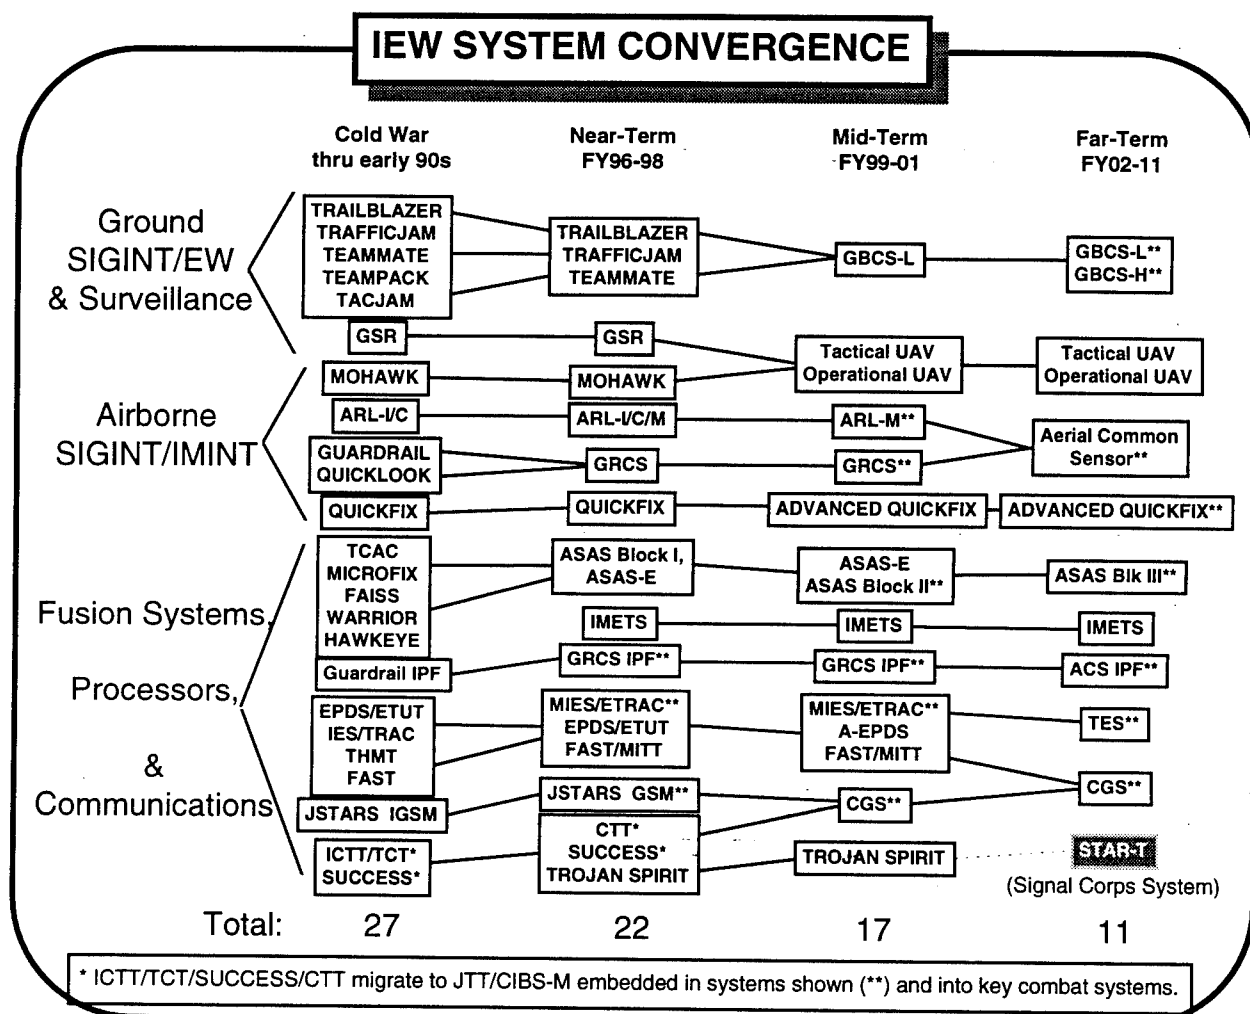 IEW SYSTEM CONVERGENCE
Cold War
thru early 90s
Near-Term
FY96-98
Mid-Term
FY99-01
Far-Term
FY02-11
Ground
SIGINT/EW
& Surveillance
TRAILBLAZER
TRAFFICJAM
TEAMMATE
TEAMPACK
TACJAM
TRAILBLAZER
TRAFFICJAM
TEAMMATE
GBCS-L
GBCS-L**
GBCS-H**
GSR
GSR
Tactical UAV
Operational UAV
Tactical UAV
Operational UAV
Airborne
SIGINT/IMINT
MOHAWK
MOHAWK
ARL-I/C
ARL-I/C/M
ARL-M**
Aerial Common
Sensor**
GUARDRAIL
QUICKLOOK
GRCS
GRCS**
QUICKFIX
QUICKFIX
ADVANCED QUICKFIX
ADVANCED QUICKFIX**
Fusion Systems,
Processors,
&
Communications
TCAC
MICROFIX
FAISS
WARRIOR
HAWKEYE
ASAS Block I,
ASAS-E
ASAS-E
ASAS Block II**
ASAS Blk III**
IMETS
IMETS
IMETS
Guardrail IPF
GRCS IPF**
GRCS IPF**
ACS IPF**
EPDS/ETUT
IES/TRAC
THMT
FAST
MIES/ETRAC**
EPDS/ETUT
FAST/MITT
MIES/ETRAC**
A-EPDS
FAST/MITT
TES**
JSTARS IGSM
JSTARS GSM**
CGS**
CGS**
ICTT/TCT*
SUCCESS*
CTT*
SUCCESS*
TROJAN SPIRIT
TROJAN SPIRIT
STAR-T
(Signal Corps System)
Total: 27 22 17 11
* ICTT/TCT/SUCCESS/CTT migrate to JTT/CIBS-M embedded in systems shown (**) and into key combat systems.